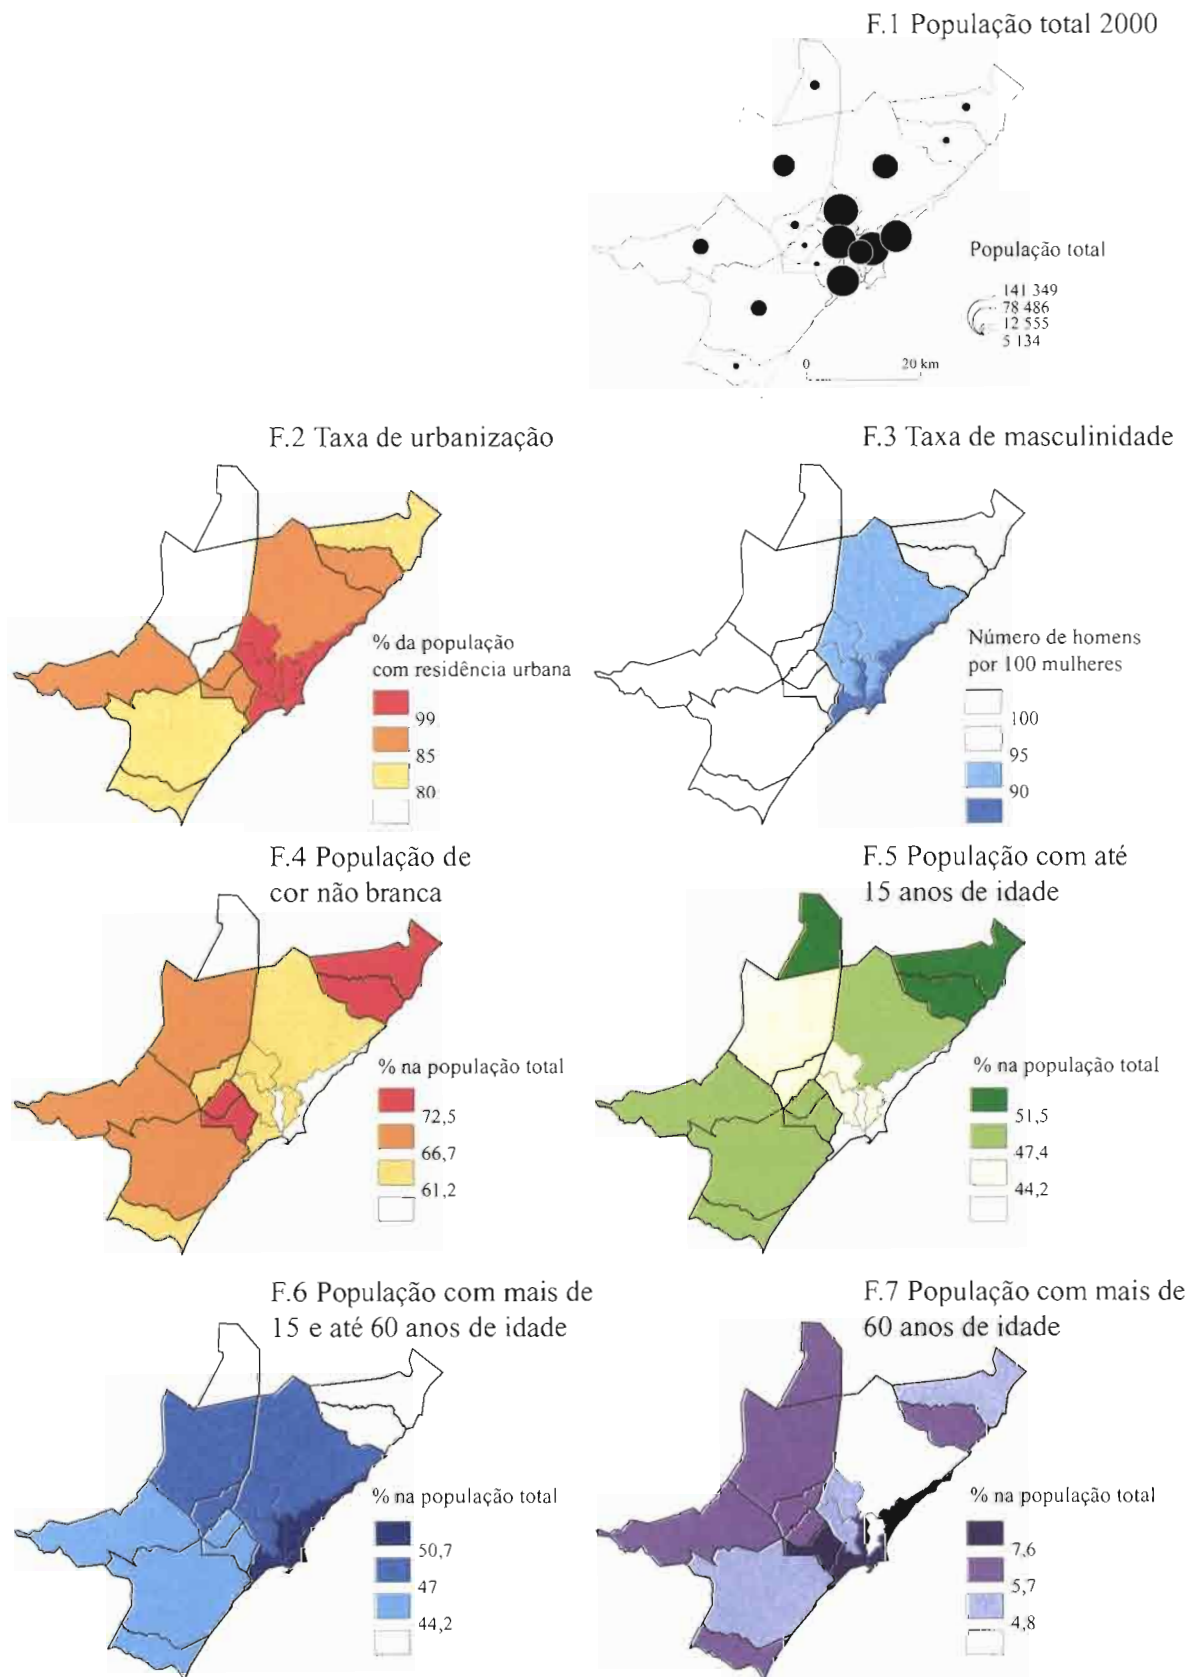 F.1 População total 2000
População total
141 349
78 486
12 555
5 134
0 20 km
F.2 Taxa de urbanização
% da população
com residência urbana
99
85
80
F.3 Taxa de masculinidade
Número de homens
por 100 mulheres
100
95
90
F.4 População de
cor não branca
% na população total
72,5
66,7
61,2
F.5 População com até
15 anos de idade
% na população total
51,5
47,4
44,2
F.6 População com mais de
15 e até 60 anos de idade
% na população total
50,7
47
44,2
F.7 População com mais de
60 anos de idade
% na população total
7,6
5,7
4,8